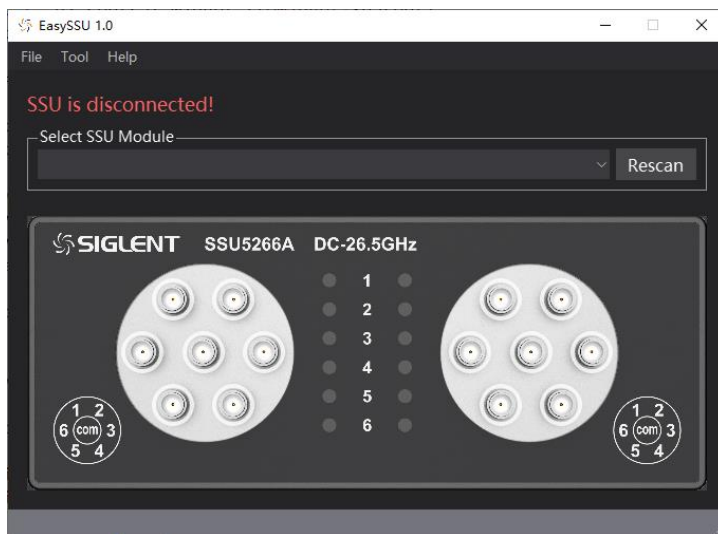 EasySSU 1.0
File Tool Help
SSU is disconnected!
Select SSU Module
Rescan
SIGLENT SSU5266A DC-26.5GHz
1
2
3
4
5
6
1 2
6 com 3
5 4
1 2
6 com 3
5 4